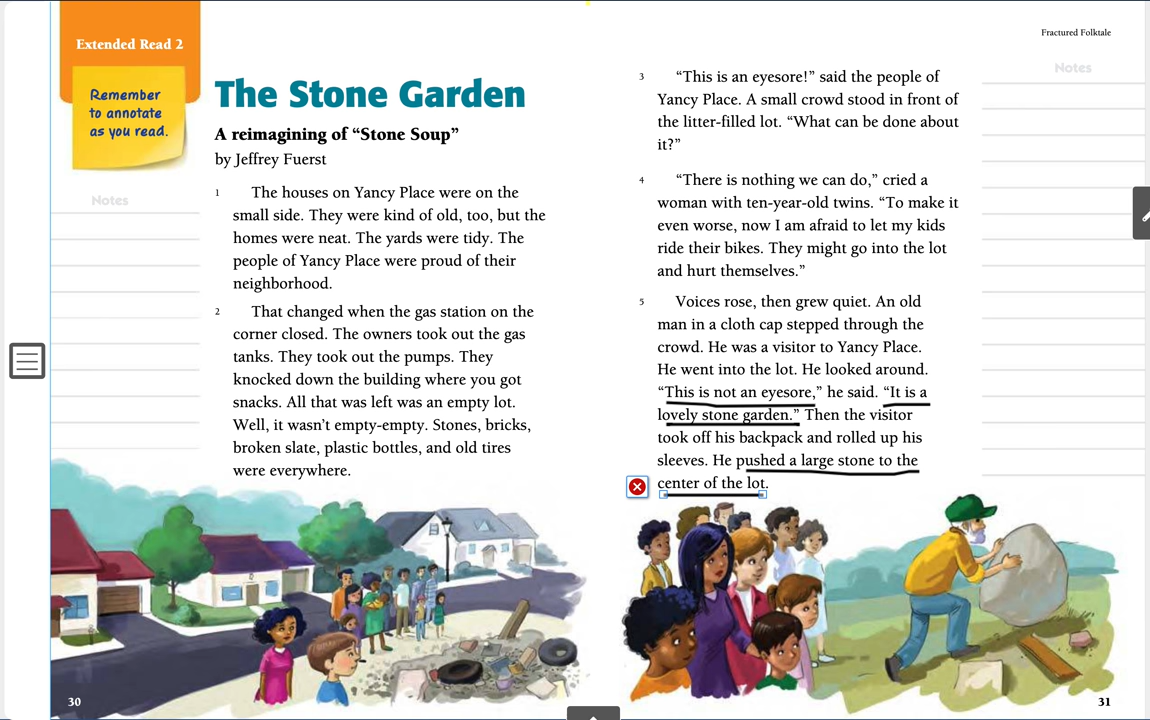 Extended Read 2
Remember
to annotate
as you read.
Notes
The Stone Garden
A reimagining of “Stone Soup”
by Jeffrey Fuerst
1 The houses on Yancy Place were on the
small side. They were kind of old, too, but the
homes were neat. The yards were tidy. The
people of Yancy Place were proud of their
neighborhood.
2 That changed when the gas station on the
corner closed. The owners took out the gas
tanks. They took out the pumps. They
knocked down the building where you got
snacks. All that was left was an empty lot.
Well, it wasn’t empty-empty. Stones, bricks,
broken slate, plastic bottles, and old tires
were everywhere.
30
Fractured Folktale
Notes
3 “This is an eyesore!” said the people of
Yancy Place. A small crowd stood in front of
the litter-filled lot. “What can be done about
it?”
4 “There is nothing we can do,” cried a
woman with ten-year-old twins. “To make it
even worse, now I am afraid to let my kids
ride their bikes. They might go into the lot
and hurt themselves.”
5 Voices rose, then grew quiet. An old
man in a cloth cap stepped through the
crowd. He was a visitor to Yancy Place.
He went into the lot. He looked around.
“This is not an eyesore,” he said. “It is a
lovely stone garden.” Then the visitor
took off his backpack and rolled up his
sleeves. He pushed a large stone to the
center of the lot.
31